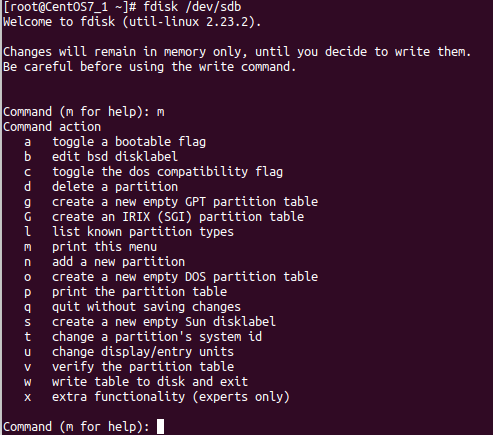 [root@CentOS7_1 ~]# fdisk /dev/sdb
Welcome to fdisk (util-linux 2.23.2).

Changes will remain in memory only, until you decide to write them.
Be careful before using the write command.


Command (m for help): m
Command action
   a   toggle a bootable flag
   b   edit bsd disklabel
   c   toggle the dos compatibility flag
   d   delete a partition
   g   create a new empty GPT partition table
   G   create an IRIX (SGI) partition table
   l   list known partition types
   m   print this menu
   n   add a new partition
   o   create a new empty DOS partition table
   p   print the partition table
   q   quit without saving changes
   s   create a new empty Sun disklabel
   t   change a partition's system id
   u   change display/entry units
   v   verify the partition table
   w   write table to disk and exit
   x   extra functionality (experts only)

Command (m for help):